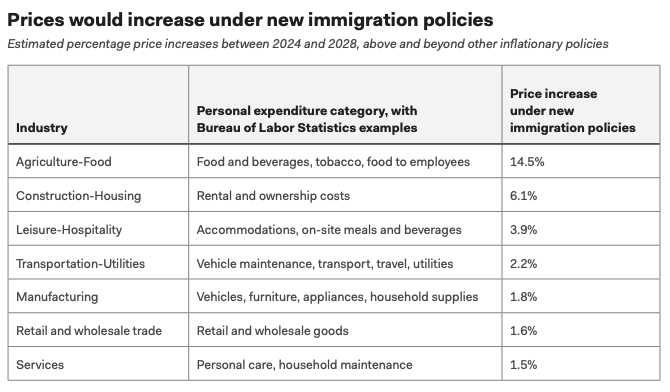 Prices would increase under new immigration policies
Estimated percentage price increases between 2024 and 2028, above and beyond other inflationary policies
Industry
Personal expenditure category, with
Bureau of Labor Statistics examples
Price increase
under new
immigration policies
Agriculture-Food Food and beverages, tobacco, food to employees 14.5%
Construction-Housing Rental and ownership costs 6.1%
Leisure-Hospitality Accommodations, on-site meals and beverages 3.9%
Transportation-Utilities Vehicle maintenance, transport, travel, utilities 2.2%
Manufacturing Vehicles, furniture, appliances, household supplies 1.8%
Retail and wholesale trade Retail and wholesale goods 1.6%
Services Personal care, household maintenance 1.5%